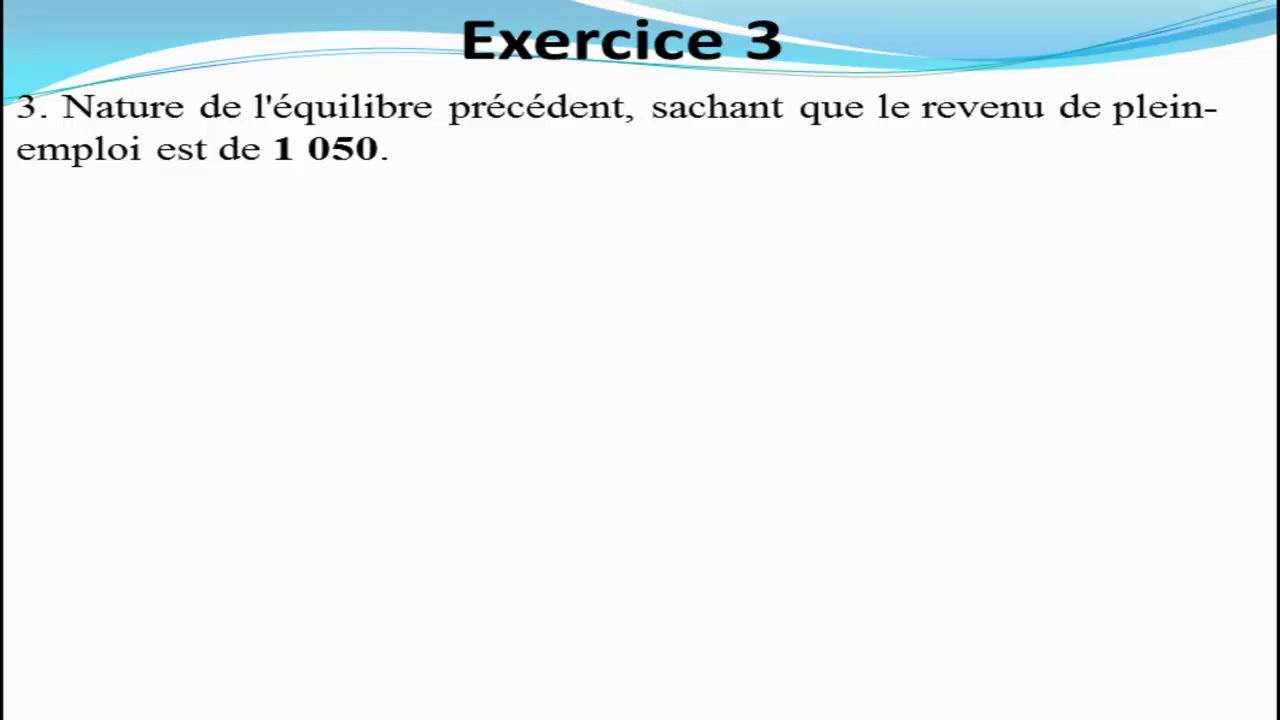 Exercice 3
3. Nature de l'équilibre précédent, sachant que le revenu de plein-
emploi est de 1 050.